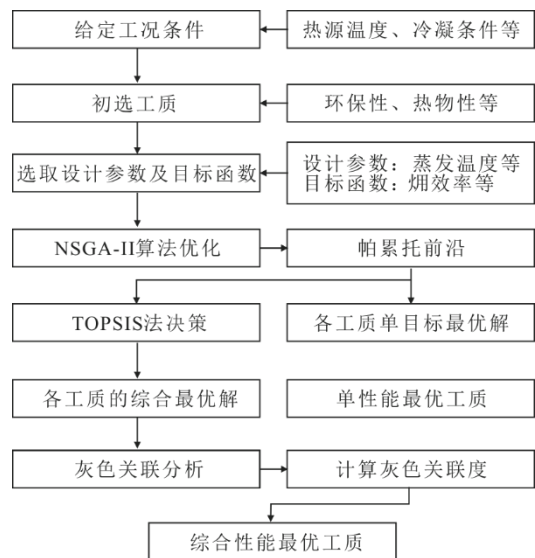 给定工况条件
热源温度、冷凝条件等
初选工质
环保性、热物性等
选取设计参数及目标函数
设计参数：蒸发温度等
目标函数：㶲效率等
NSGA-II算法优化
帕累托前沿
TOPSIS法决策
各工质单目标最优解
各工质的综合最优解
单性能最优工质
灰色关联分析
计算灰色关联度
综合性能最优工质